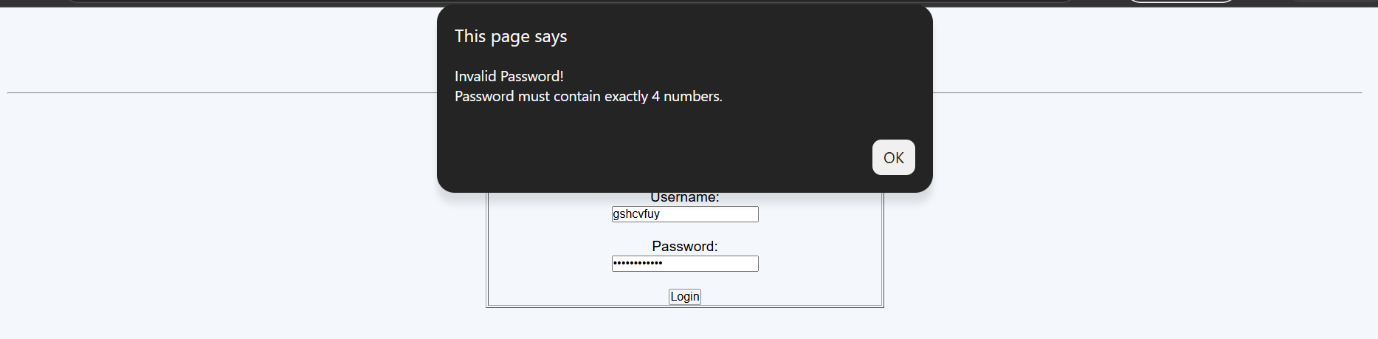 This page says
Invalid Password!
Password must contain exactly 4 numbers.
OK
Username:
gshcvfuy
Password:
••••••••••••
Login